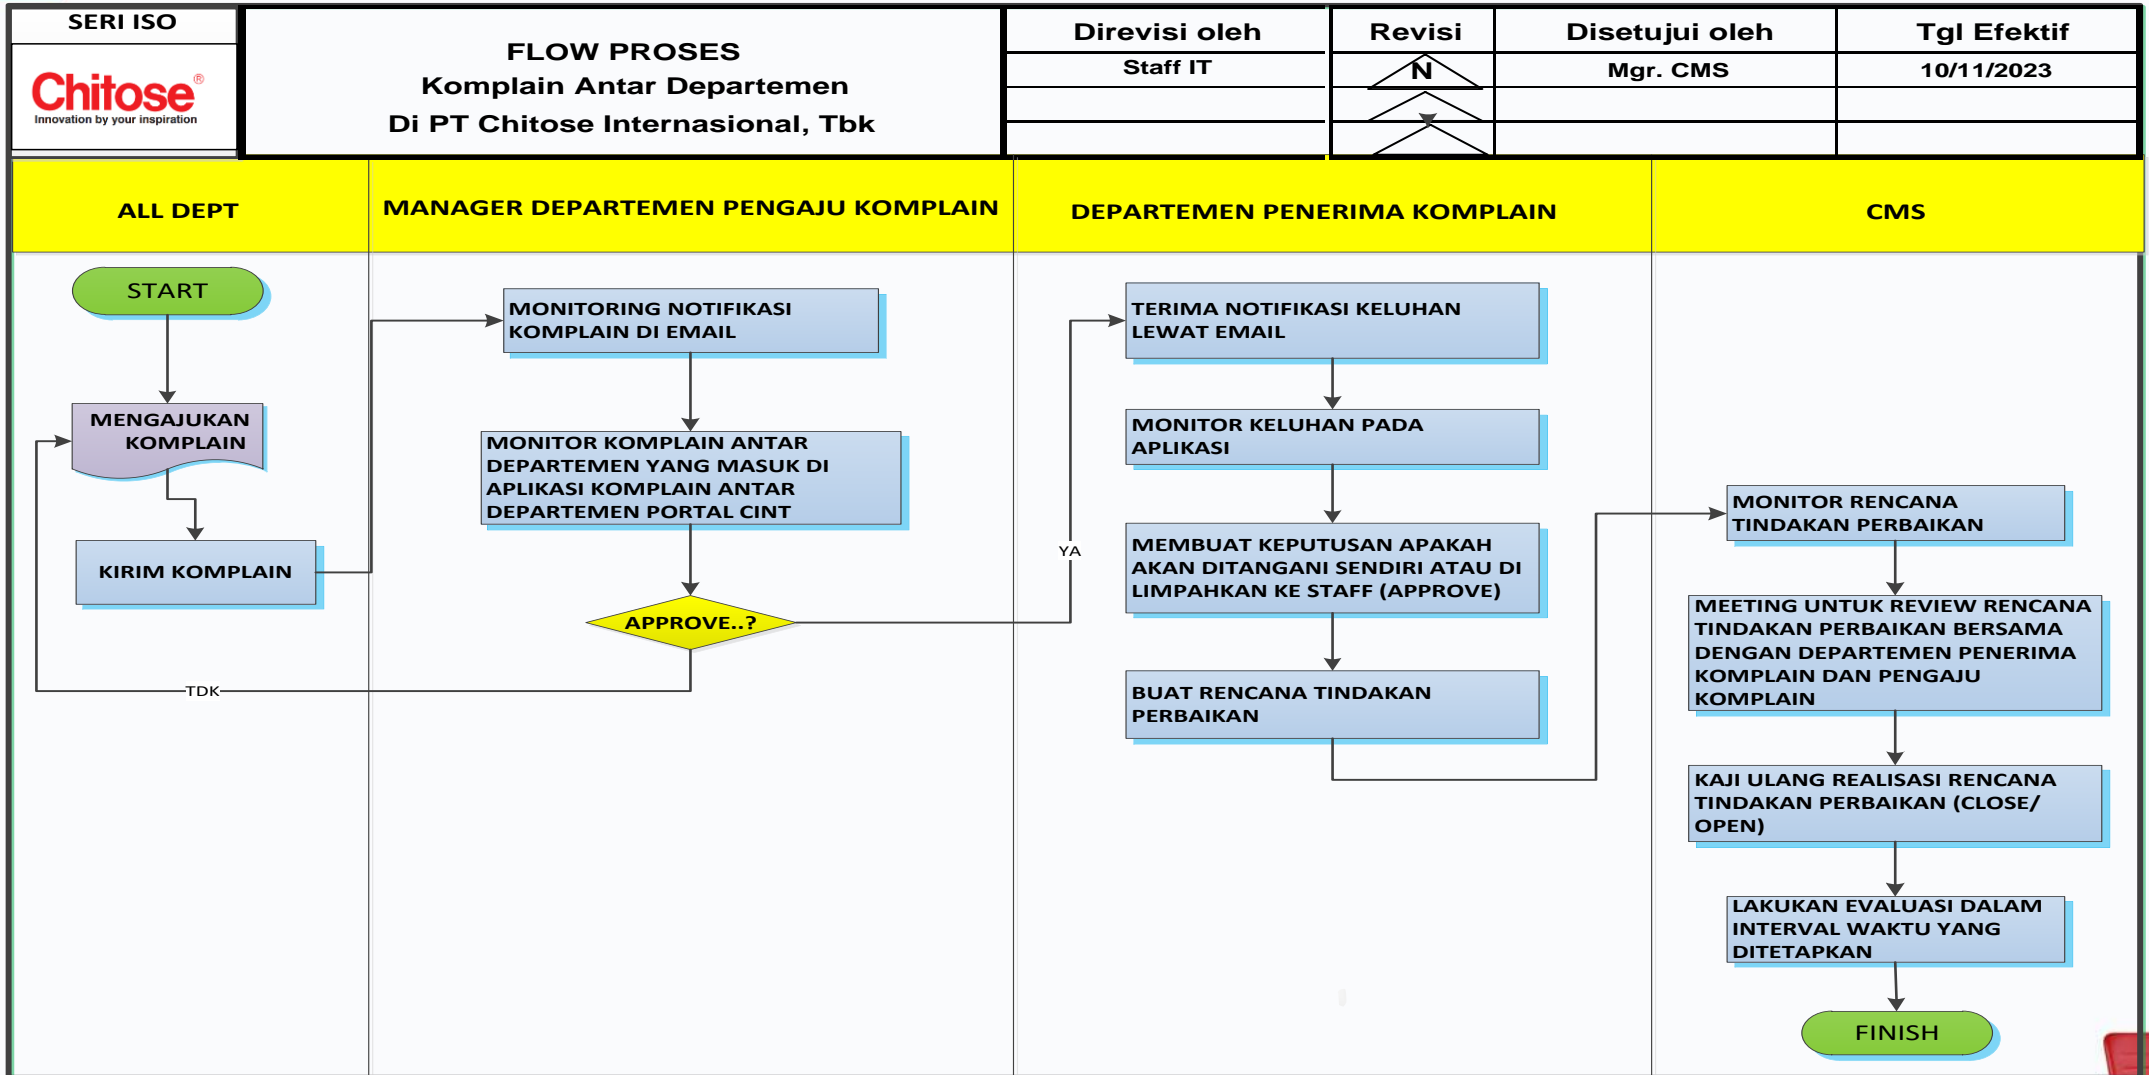 SERI ISO
Chitose®
Innovation by your inspiration
FLOW PROSES
Komplain Antar Departemen
Di PT Chitose Internasional, Tbk
Direvisi oleh
Revisi
Disetujui oleh
Tgl Efektif
Staff IT
N
Mgr. CMS
10/11/2023
ALL DEPT
MANAGER DEPARTEMEN PENGAJU KOMPLAIN
DEPARTEMEN PENERIMA KOMPLAIN
CMS
START
MENGAJUKAN
KOMPLAIN
KIRIM KOMPLAIN
MONITORING NOTIFIKASI
KOMPLAIN DI EMAIL
MONITOR KOMPLAIN ANTAR
DEPARTEMEN YANG MASUK DI
APLIKASI KOMPLAIN ANTAR
DEPARTEMEN PORTAL CINT
APPROVE..?
TDK
YA
TERIMA NOTIFIKASI KELUHAN
LEWAT EMAIL
MONITOR KELUHAN PADA
APLIKASI
MEMBUAT KEPUTUSAN APAKAH
AKAN DITANGANI SENDIRI ATAU DI
LIMPAHKAN KE STAFF (APPROVE)
BUAT RENCANA TINDAKAN
PERBAIKAN
MONITOR RENCANA
TINDAKAN PERBAIKAN
MEETING UNTUK REVIEW RENCANA
TINDAKAN PERBAIKAN BERSAMA
DENGAN DEPARTEMEN PENERIMA
KOMPLAIN DAN PENGAJU
KOMPLAIN
KAJI ULANG REALISASI RENCANA
TINDAKAN PERBAIKAN (CLOSE/
OPEN)
LAKUKAN EVALUASI DALAM
INTERVAL WAKTU YANG
DITETAPKAN
FINISH